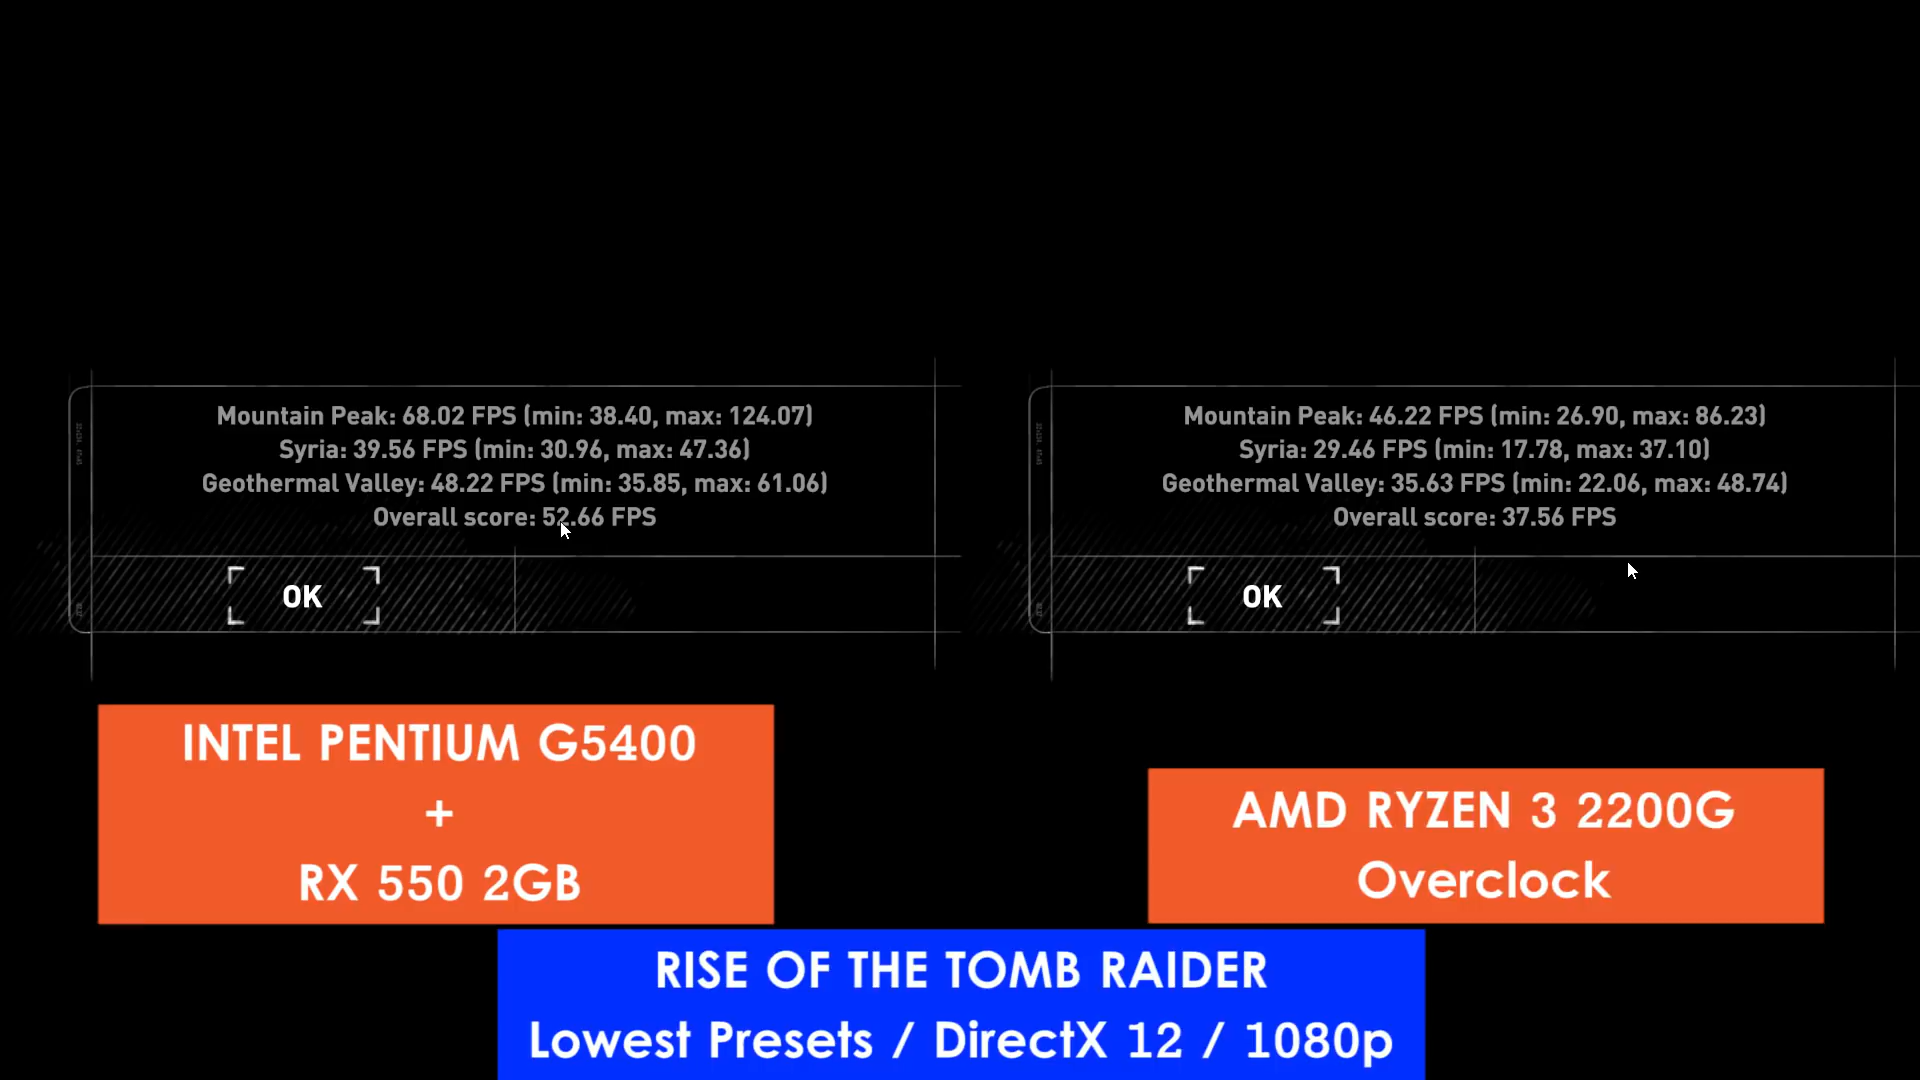 Mountain Peak: 68.02 FPS (min: 38.40, max: 124.07)
Syria: 39.56 FPS (min: 30.96, max: 47.36)
Geothermal Valley: 48.22 FPS (min: 35.85, max: 61.06)
Overall score: 52.66 FPS
OK
Mountain Peak: 46.22 FPS (min: 26.90, max: 86.23)
Syria: 29.46 FPS (min: 17.78, max: 37.10)
Geothermal Valley: 35.63 FPS (min: 22.06, max: 48.74)
Overall score: 37.56 FPS
OK
INTEL PENTIUM G5400
+
RX 550 2GB
AMD RYZEN 3 2200G
Overclock
RISE OF THE TOMB RAIDER
Lowest Presets / DirectX 12 / 1080p